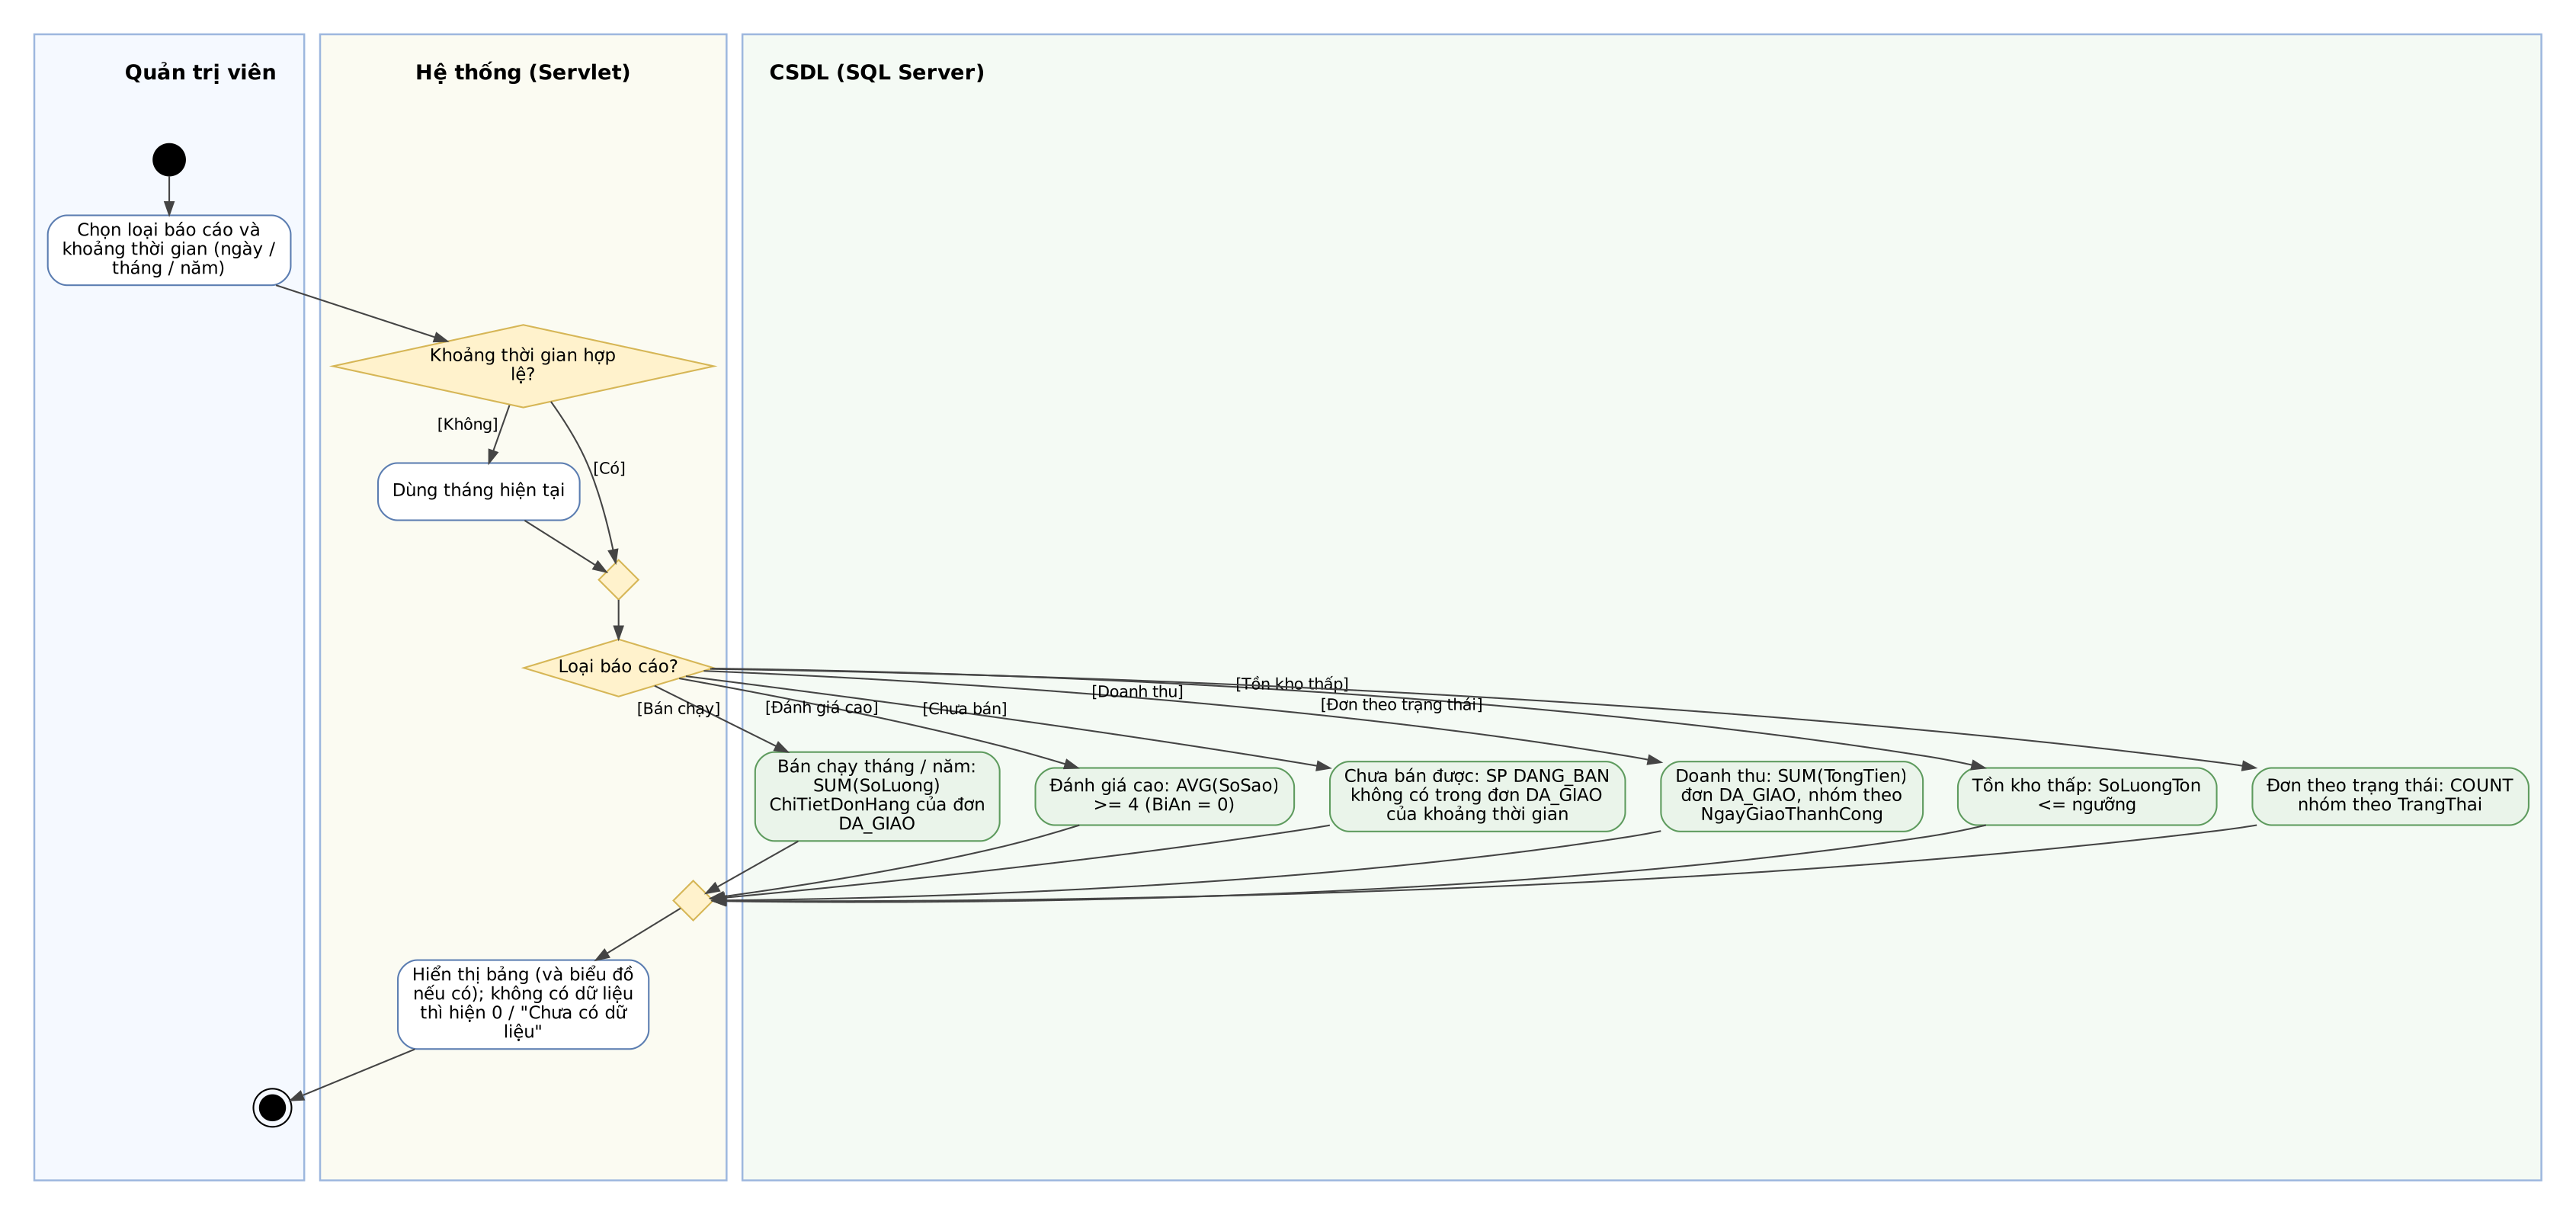 Quản trị viên
Hệ thống (Servlet)
CSDL (SQL Server)
Chọn loại báo cáo và
khoảng thời gian (ngày /
tháng / năm)
Khoảng thời gian hợp
lệ?
[Không]
[Có]
Dùng tháng hiện tại
Loại báo cáo?
[Bán chạy]
[Đánh giá cao]
[Chưa bán]
[Doanh thu]
[Tồn kho thấp]
[Đơn theo trạng thái]
Bán chạy tháng / năm:
SUM(SoLuong)
ChiTietDonHang của đơn
DA_GIAO
Đánh giá cao: AVG(SoSao)
>= 4 (BiAn = 0)
Chưa bán được: SP DANG_BAN
không có trong đơn DA_GIAO
của khoảng thời gian
Doanh thu: SUM(TongTien)
đơn DA_GIAO, nhóm theo
NgayGiaoThanhCong
Tồn kho thấp: SoLuongTon
<= ngưỡng
Đơn theo trạng thái: COUNT
nhóm theo TrangThai
Hiển thị bảng (và biểu đồ
nếu có); không có dữ liệu
thì hiện 0 / "Chưa có dữ
liệu"